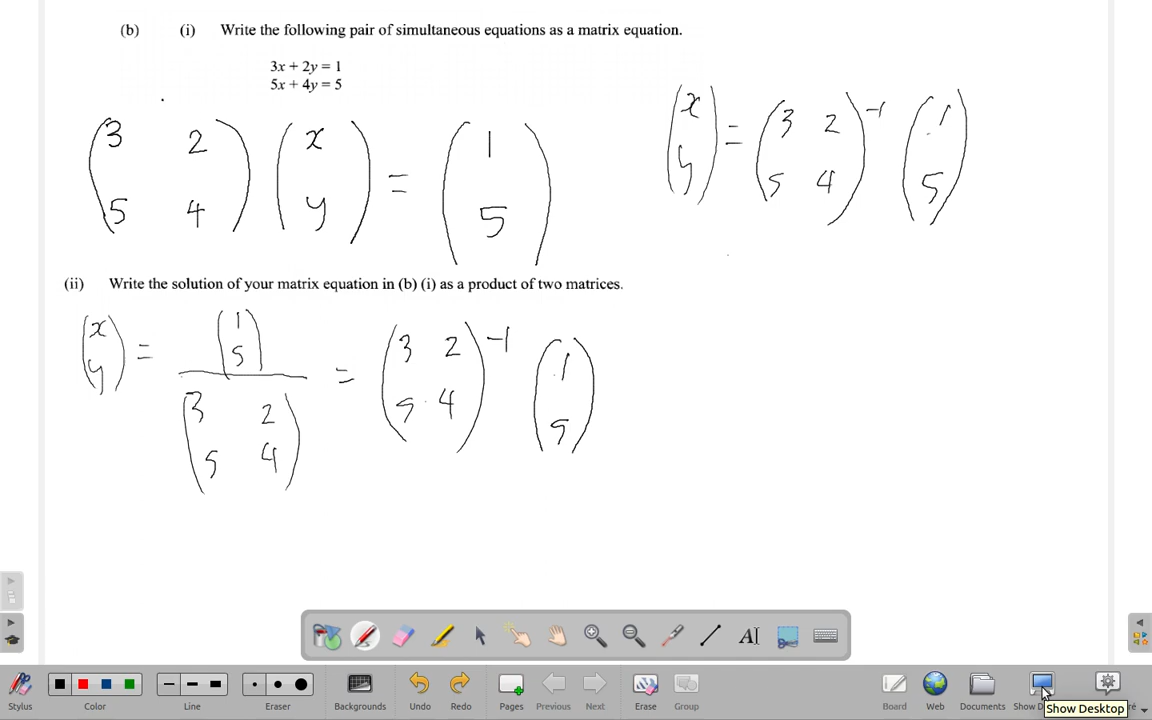 (b) (i) Write the following pair of simultaneous equations as a matrix equation.
3x + 2y = 1
5x + 4y = 5
(3 2) (x) = (1)
(5 4) (y) (5)
(x) = (3 2)⁻¹ (1)
(y) (5 4) (5)
(ii) Write the solution of your matrix equation in (b) (i) as a product of two matrices.
(x) = (1) = (3 2)⁻¹ (1)
(y) (5) (5 4) (5)
(3 2)
(5 4)
Stylus Color Line Eraser Backgrounds Undo Redo Pages Previous Next Erase Group Board Web Documents Show D
Show Desktop